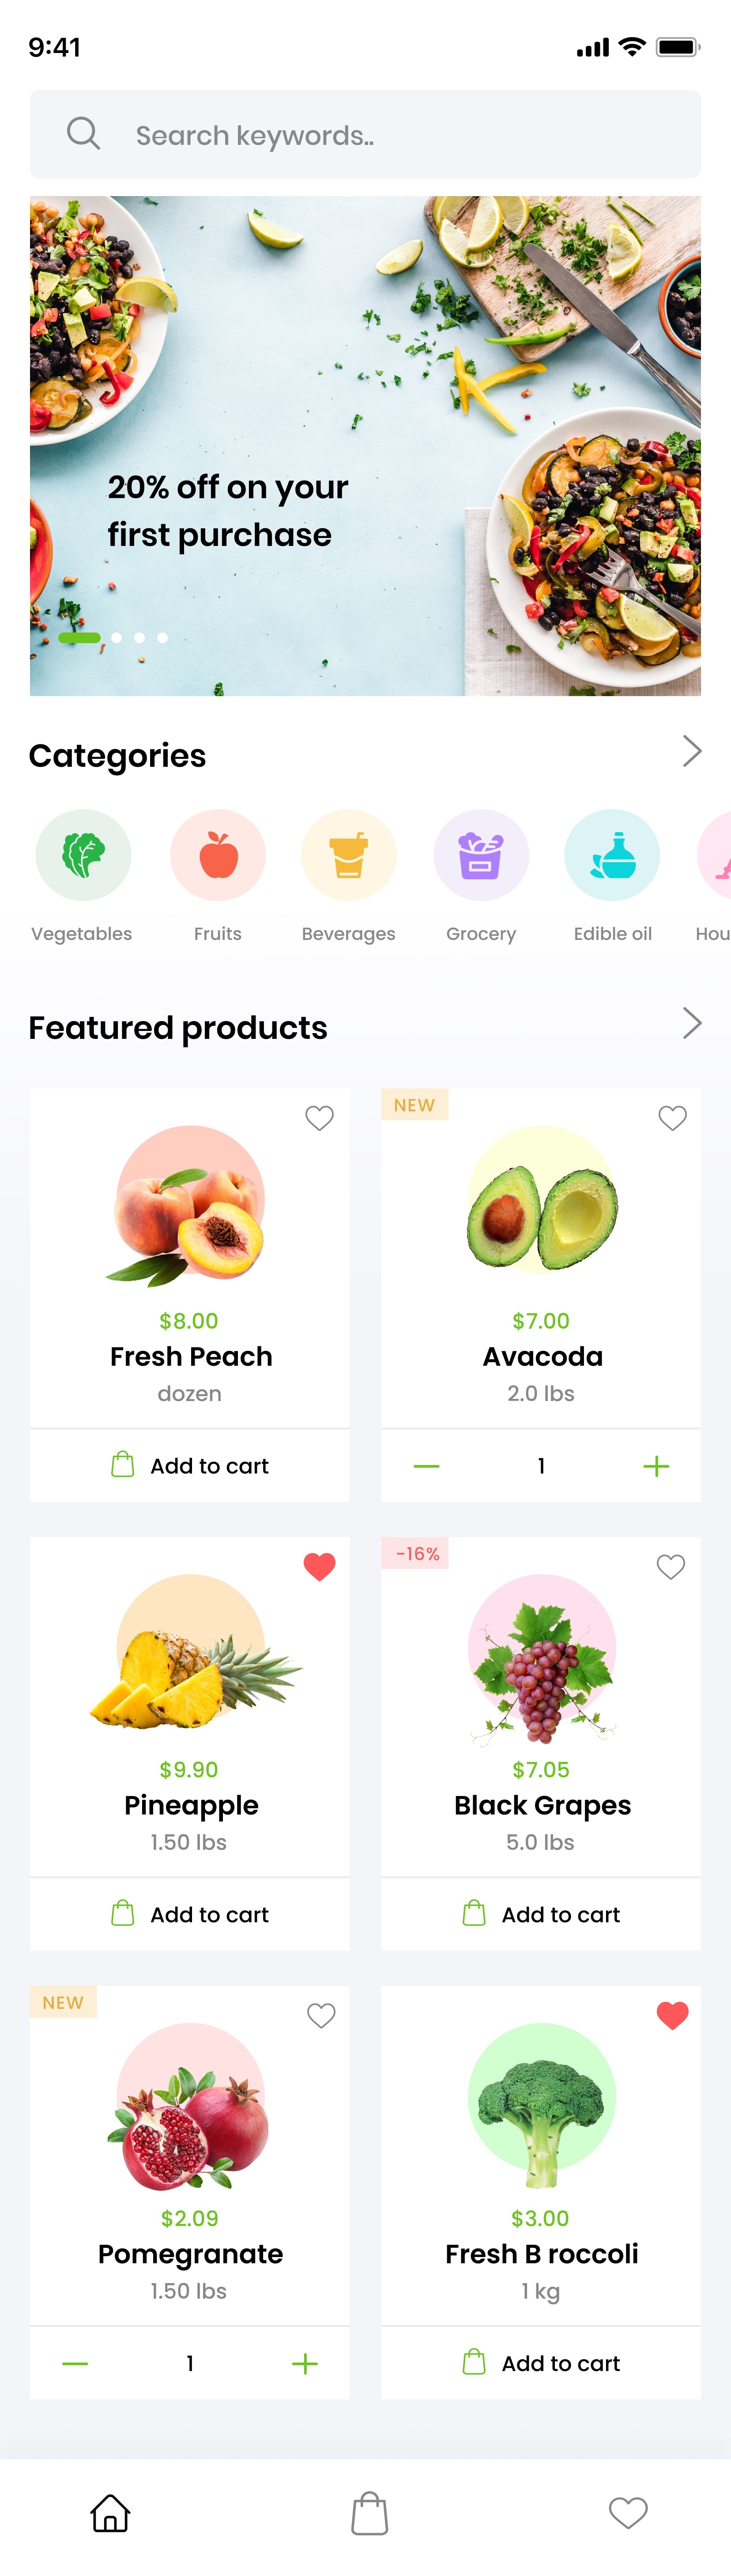 9:41
Search keywords..
20% off on your
first purchase
Categories
Vegetables
Fruits
Beverages
Grocery
Edible oil
Hou
Featured products
$8.00
Fresh Peach
dozen
Add to cart
NEW
$7.00
Avacoda
2.0 lbs
1
$9.90
Pineapple
1.50 lbs
Add to cart
-16%
$7.05
Black Grapes
5.0 lbs
Add to cart
NEW
$2.09
Pomegranate
1.50 lbs
1
$3.00
Fresh B roccoli
1 kg
Add to cart